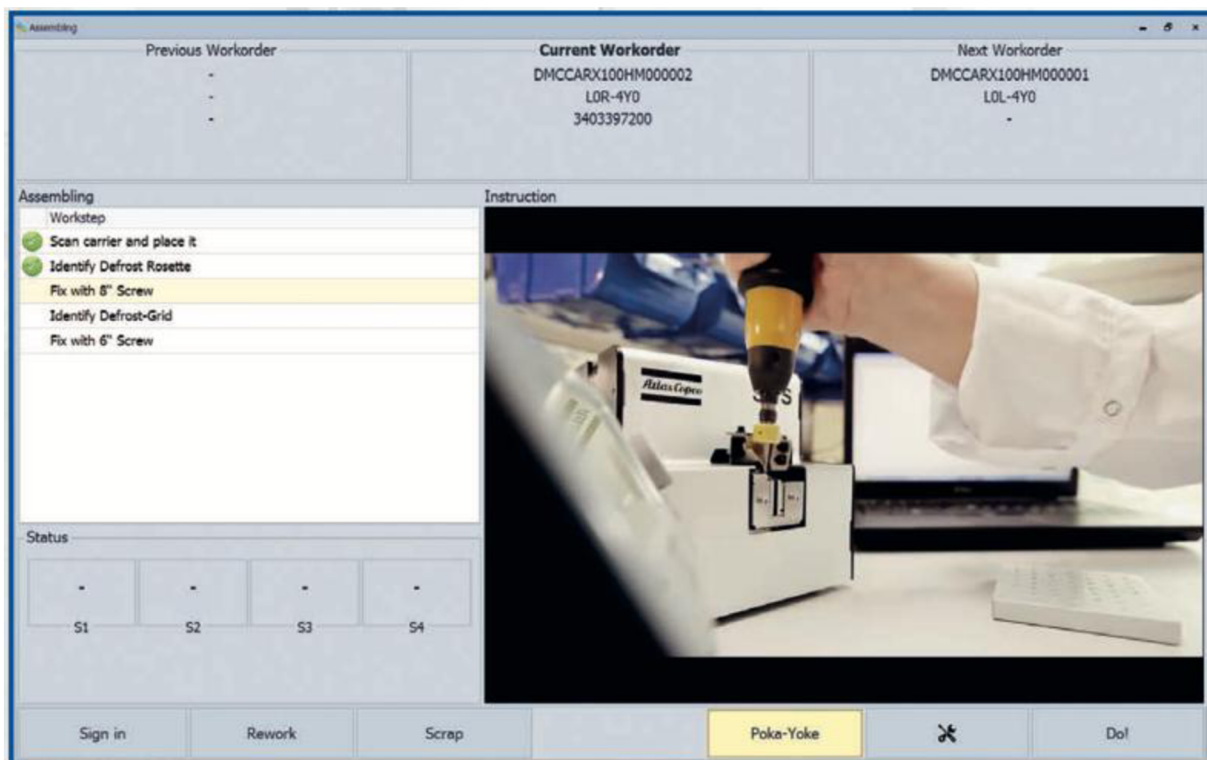 Assembling
Previous Workorder
-
-
-
Current Workorder
DMCCARX100HM000002
L0R-4Y0
3403397200
Next Workorder
DMCCARX100HM000001
L0L-4Y0
-
Assembling
Workstep
Scan carrier and place it
Identify Defrost Rosette
Fix with 8" Screw
Identify Defrost-Grid
Fix with 6" Screw
Instruction
Atlas Copco
Status
- - - -
S1 S2 S3 S4
Sign in Rework Scrap Poka-Yoke Do!